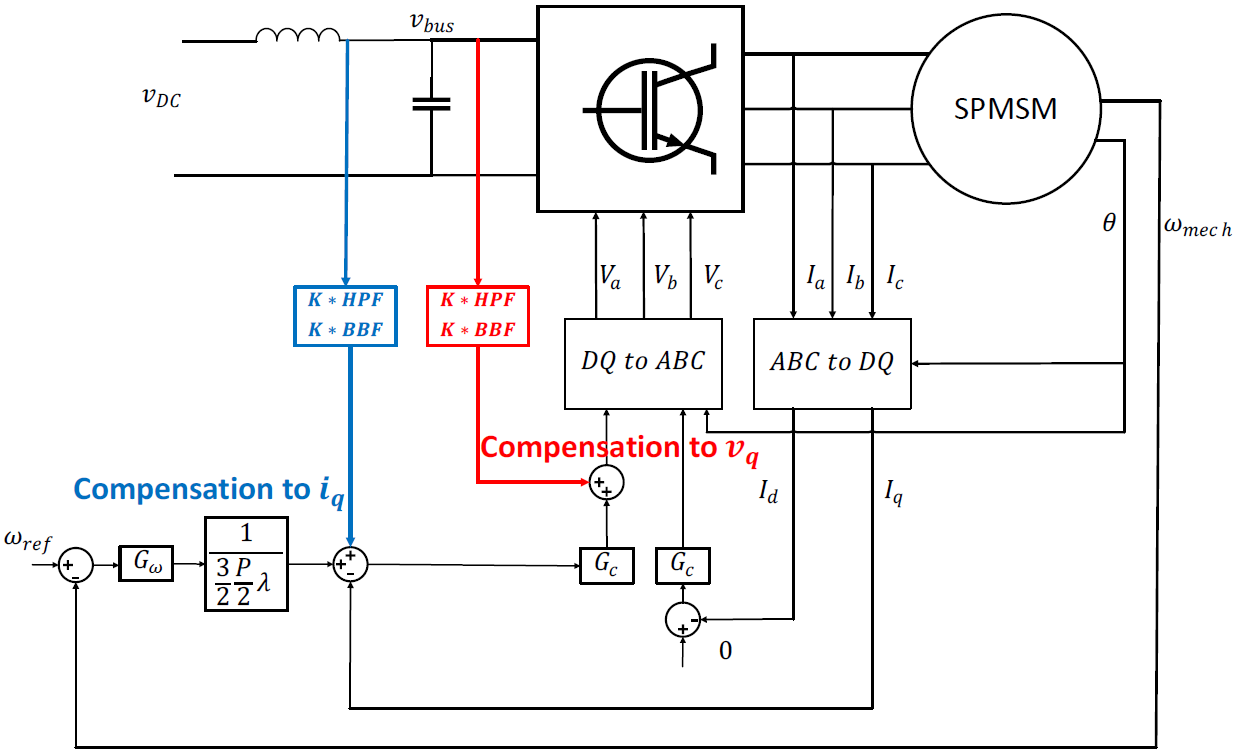 v_bus
v_DC
SPMSM
θ
ω_mech
V_a
V_b
V_c
I_a
I_b
I_c
K ∗ HPF
K ∗ BBF
K ∗ HPF
K ∗ BBF
DQ to ABC
ABC to DQ
Compensation to v_q
Compensation to i_q
I_d
I_q
ω_ref
+
-
G_ω
1
3/2 P/2 λ
+
+
-
+
+
G_c
G_c
-
+
0